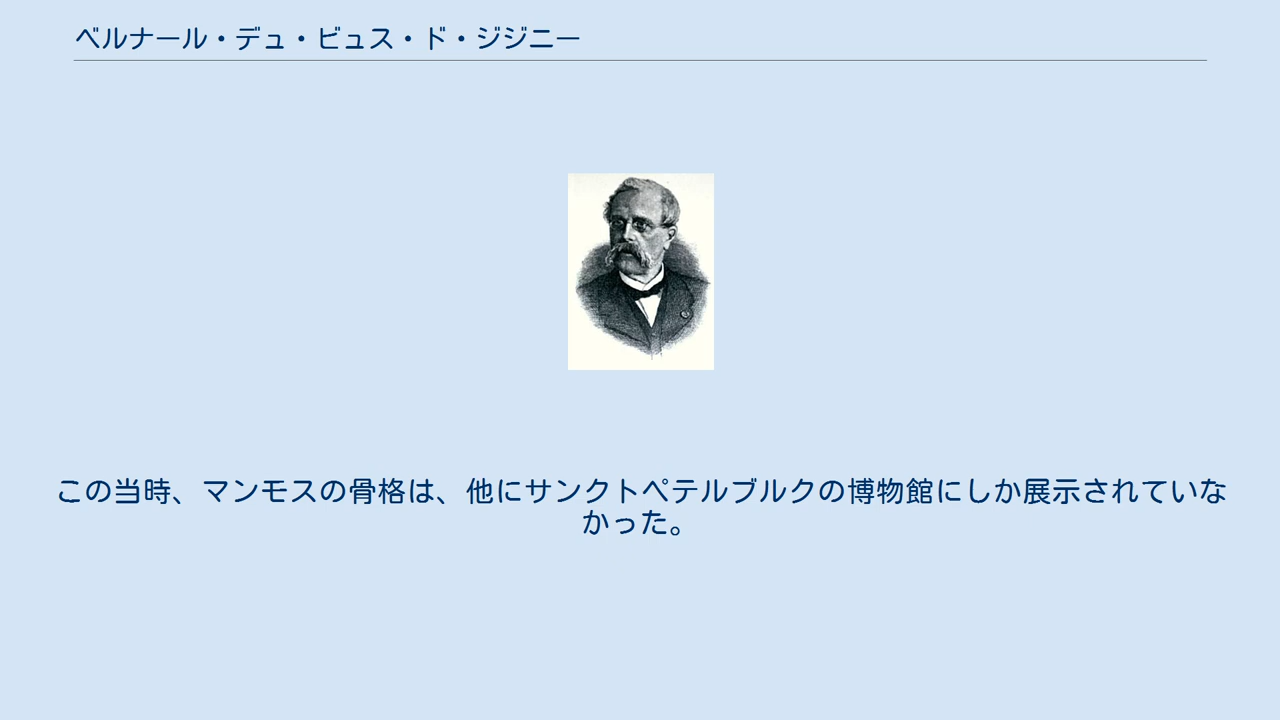 ベルナール・デュ・ビュス・ド・ジジニー
この当時、マンモスの骨格は、他にサンクトペテルブルクの博物館にしか展示されていな
かった。